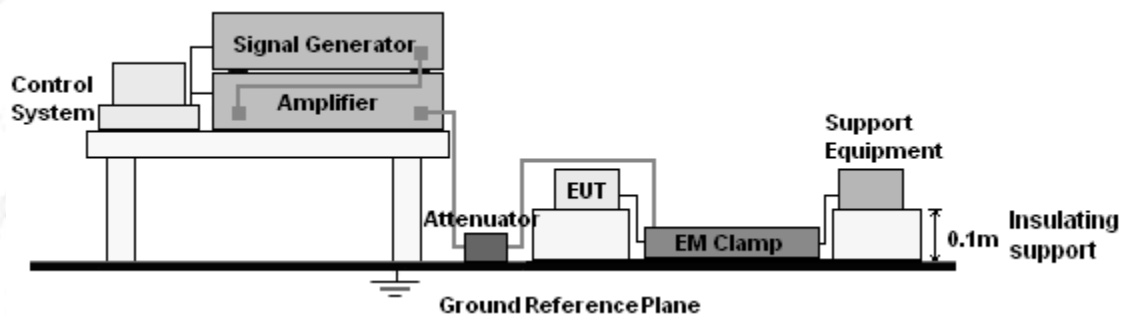 Signal Generator
Control
System
Amplifier
Support
Equipment
EUT
Attenuator
EM Clamp
0.1m
Insulating
support
Ground Reference Plane